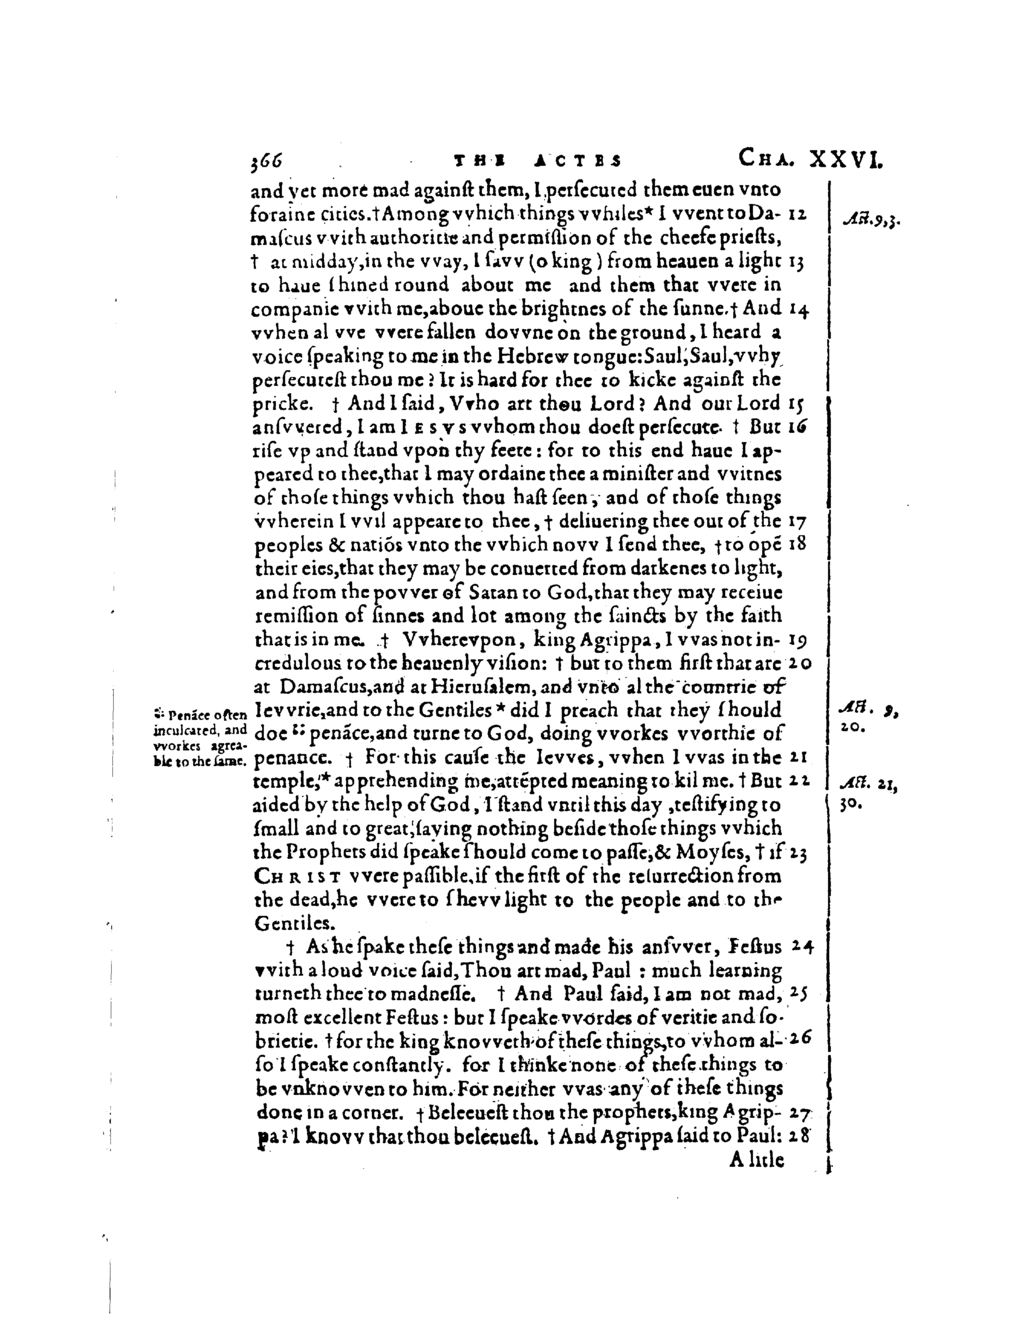 366 THE ACTES CHA. XXVI.
and yet more mad againſt them, I perſecuted them euen vnto
foraine cities.†Among vvhich things vvhiles* I vvent to Da- 12 Act.9,3.
maſcus vvith authoritie and permiſſion of the cheefe prieſts,
† at midday,in the vvay, I ſavv (o king) from heauen a light 13
to haue ſhined round about me and them that vvere in
companie vvith me,aboue the brightnes of the ſunne.† And 14
vvhen al vve vvere fallen dovvne on the ground, I heard a
voice ſpeaking to me in the Hebrew tongue:Saul,Saul,vvhy
perſecuteſt thou me? It is hard for thee to kicke againſt the
pricke. † And I ſaid, Vvho art thou Lord? And our Lord 15
anſvvered, I am IESVS vvhom thou doeſt perſecute. † But 16
riſe vp and ſtand vpon thy feete: for to this end haue I ap-
peared to thee,that I may ordaine thee a miniſter and vvitnes
of thoſe things vvhich thou haſt ſeen, and of thoſe things
vvherein I vvil appeare to thee, † deliuering thee out of the 17
peoples & natiõs vnto the vvhich novv I ſend thee, † to opẽ 18
their eies,that they may be conuerted from darkenes to light,
and from the povver of Satan to God,that they may receiue
remiſſion of ſinnes and lot among the ſaincts by the faith
that is in me. † Vvherevpon, king Agrippa, I vvas not in- 19
credulous to the heauenly viſion: † but to them firſt that are 20
at Damaſcus,and at Hieruſalem, and vnto al the countrie of
Ievvrie,and to the Gentiles * did I preach that they ſhould Act. 9,
doe ∷ penãce,and turne to God, doing vvorkes vvorthie of 20.
∷ Penãce often
inculcated, and
vvorkes agrea-
ble to the ſame.
penance. † For this cauſe the Ievves, vvhen I vvas in the 21
temple,* apprehending me,attẽpted meaning to kil me. † But 22 Act. 21,
aided by the help of God, I ſtand vntil this day ,teſtifying to 30.
ſmall and to great,ſaying nothing beſide thoſe things vvhich
the Prophets did ſpeake ſhould come to paſſe,& Moyſes, † if 23
CHRIST vvere paſſible,if the firſt of the reſurrection from
the dead,he vvere to ſhevv light to the people and to the
Gentiles.
† As he ſpake theſe things and made his anſvver, Feſtus 24
vvith a loud voice ſaid,Thou art mad, Paul : much learning
turneth thee to madneſſe. † And Paul ſaid, I am not mad, 25
moſt excellent Feſtus : but I ſpeake vvordes of veritie and ſo-
brietie. † for the king knovveth of theſe things,to vvhom al- 26
ſo I ſpeake conſtantly. for I thinke none of theſe things to
be vnknovven to him. For neither vvas any of theſe things
done in a corner. † Beleeueſt thou the prophets,king Agrip- 27
pa? I knovv that thou beleeueſt. † And Agrippa ſaid to Paul: 28
A litle